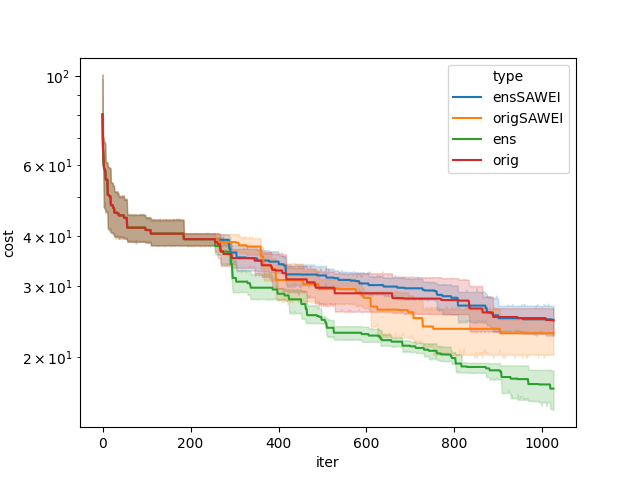 type
ensSAWEI
origSAWEI
ens
orig
10²
6 × 10¹
4 × 10¹
3 × 10¹
2 × 10¹
cost
0 200 400 600 800 1000
iter